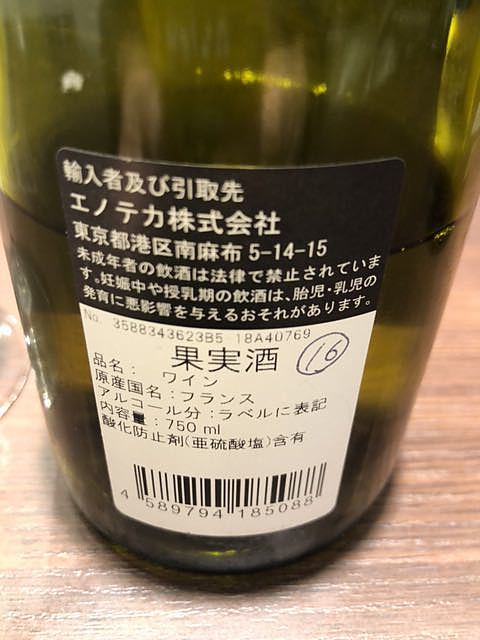 輸入者及び引取先
エノテカ株式会社
東京都港区南麻布 5-14-15
未成年者の飲酒は法律で禁止されていま
す。妊娠中や授乳期の飲酒は、胎児・乳児の
発育に悪影響を与えるおそれがあります。
No. 3588343623B5 18A40769
果実酒 16
品名: ワイン
原産国名:フランス
アルコール分:ラベルに表記
内容量:750 ml
酸化防止剤(亜硫酸塩)含有
4 589794 185088